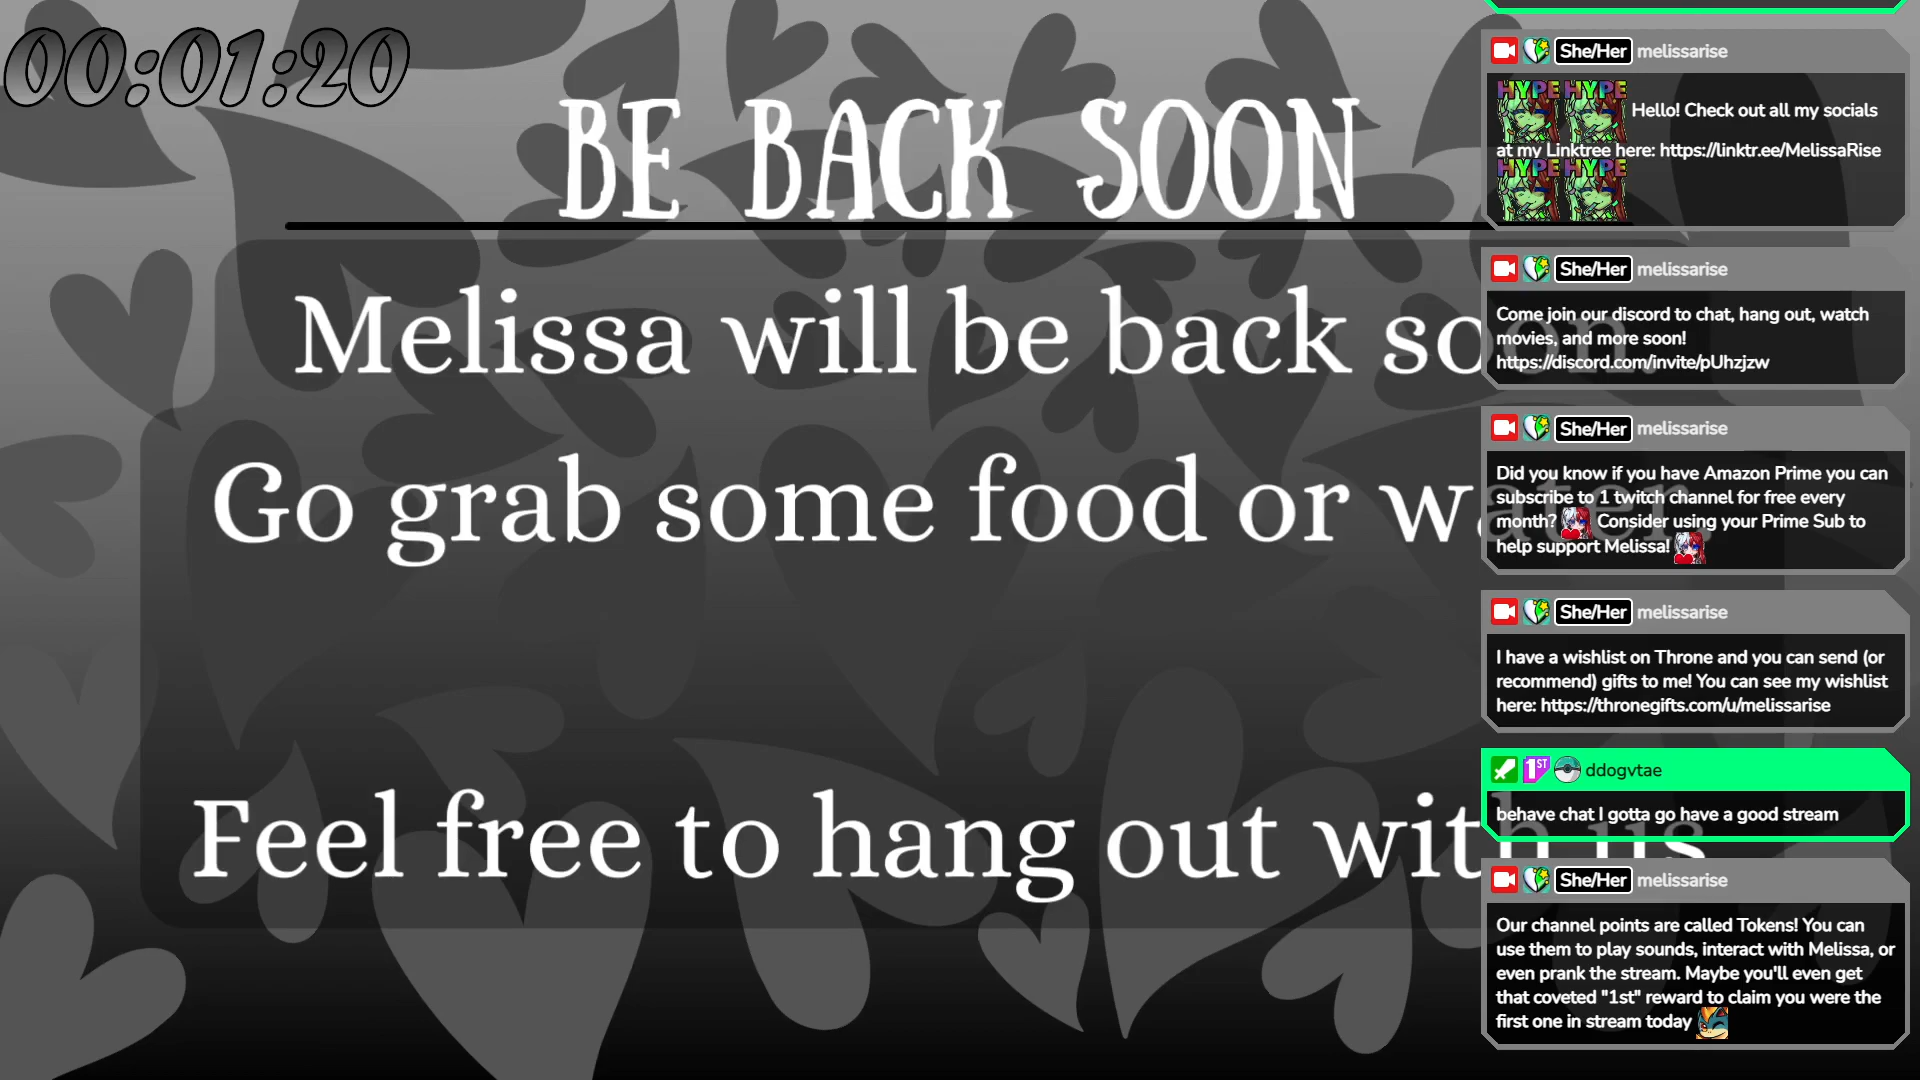 00:01:20
BE BACK SOON
Melissa will be back soon.
Go grab some food or water.
Feel free to hang out with us
She/Her melissarise
HYPE HYPE Hello! Check out all my socials
at my Linktree here: https://linktr.ee/MelissaRise
HYPE HYPE
She/Her melissarise
Come join our discord to chat, hang out, watch
movies, and more soon!
https://discord.com/invite/pUhzjzw
She/Her melissarise
Did you know if you have Amazon Prime you can
subscribe to 1 twitch channel for free every
month? Consider using your Prime Sub to
help support Melissa!
She/Her melissarise
I have a wishlist on Throne and you can send (or
recommend) gifts to me! You can see my wishlist
here: https://thronegifts.com/u/melissarise
1ST ddogvtae
behave chat I gotta go have a good stream
She/Her melissarise
Our channel points are called Tokens! You can
use them to play sounds, interact with Melissa, or
even prank the stream. Maybe you'll even get
that coveted "1st" reward to claim you were the
first one in stream today